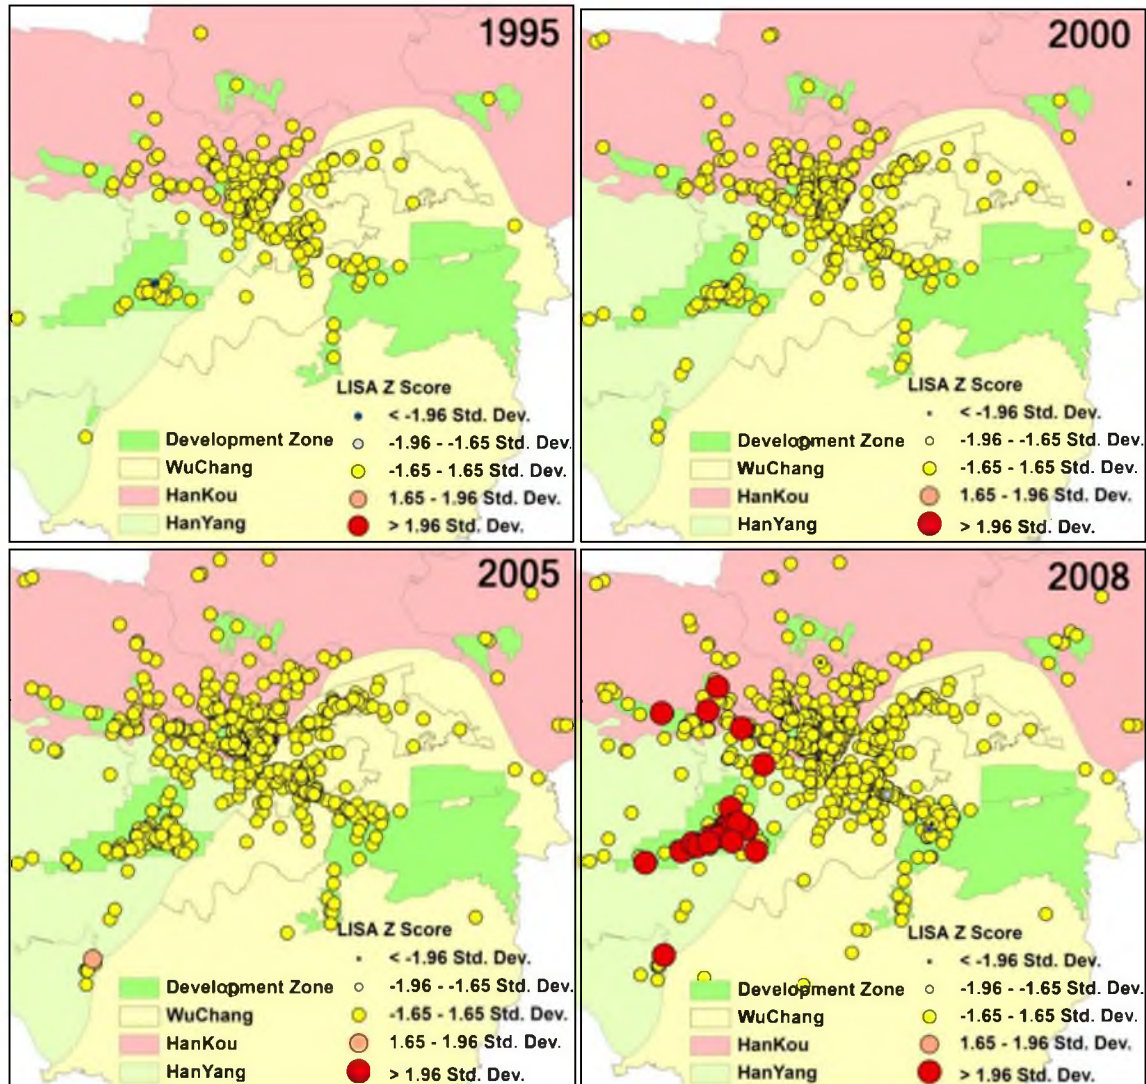 1995
LISA Z Score
< -1.96 Std. Dev.
Development Zone -1.96 - -1.65 Std. Dev.
WuChang -1.65 - 1.65 Std. Dev.
HanKou 1.65 - 1.96 Std. Dev.
HanYang > 1.96 Std. Dev.
2000
LISA Z Score
< -1.96 Std. Dev.
Development Zone -1.96 - -1.65 Std. Dev.
WuChang -1.65 - 1.65 Std. Dev.
HanKou 1.65 - 1.96 Std. Dev.
HanYang > 1.96 Std. Dev.
2005
LISA Z Score
< -1.96 Std. Dev.
Development Zone -1.96 - -1.65 Std. Dev.
WuChang -1.65 - 1.65 Std. Dev.
HanKou 1.65 - 1.96 Std. Dev.
HanYang > 1.96 Std. Dev.
2008
LISA Z Score
< -1.96 Std. Dev.
Development Zone -1.96 - -1.65 Std. Dev.
WuChang -1.65 - 1.65 Std. Dev.
HanKou 1.65 - 1.96 Std. Dev.
HanYang > 1.96 Std. Dev.